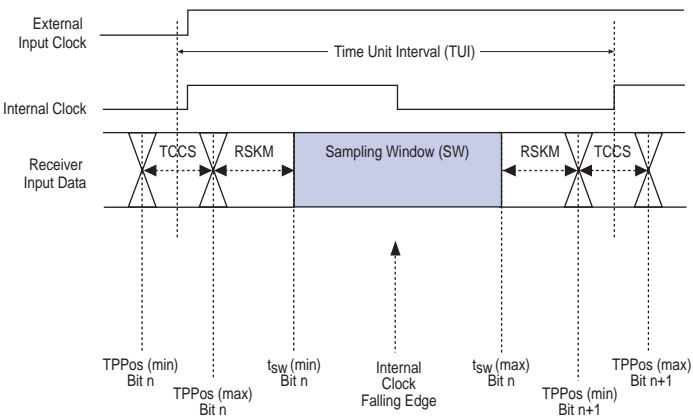 External
Input Clock
Time Unit Interval (TUI)
Internal Clock
Receiver
Input Data
TCCS
RSKM
Sampling Window (SW)
RSKM
TCCS
TPPos (min)
Bit n
TPPos (max)
Bit n
tSW (min)
Bit n
Internal
Clock
Falling Edge
tSW (max)
Bit n
TPPos (min)
Bit n+1
TPPos (max)
Bit n+1